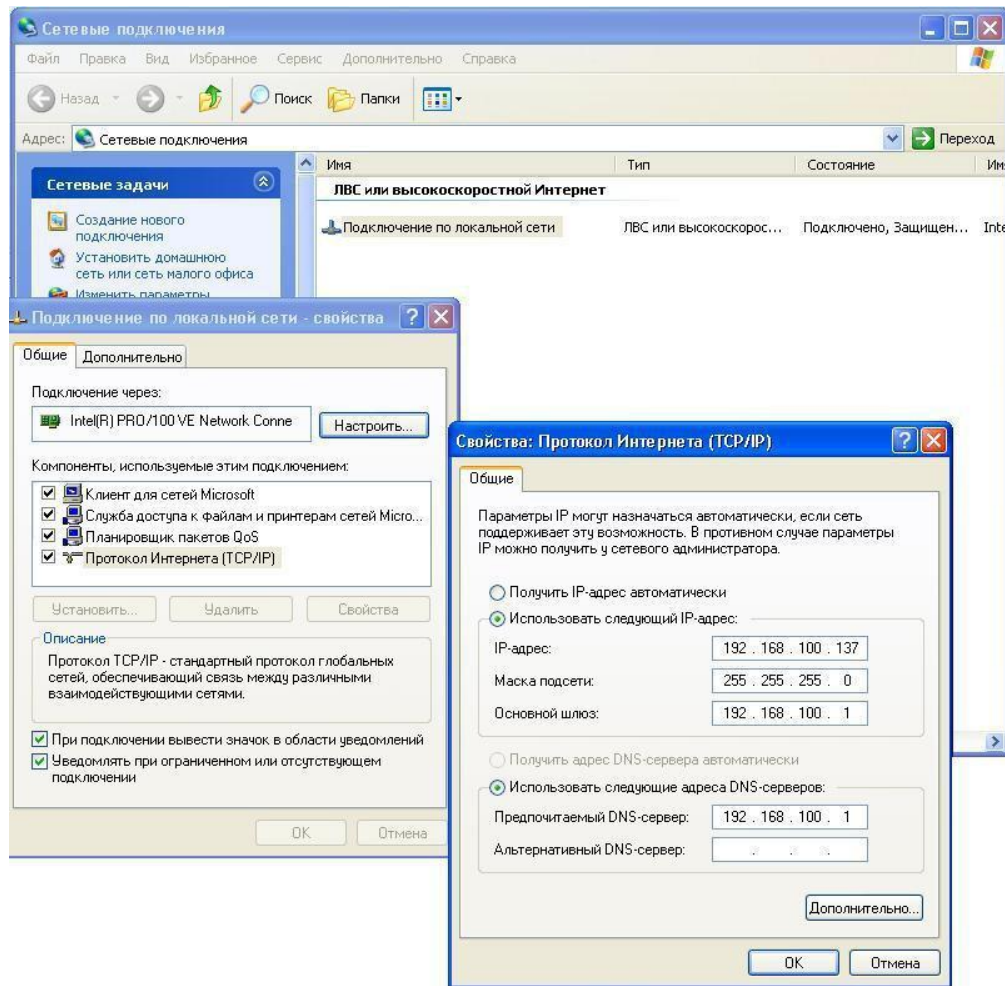 Сетевые подключения
Файл Правка Вид Избранное Сервис Дополнительно Справка
Назад Поиск Папки
Адрес: Сетевые подключения Переход
Имя Тип Состояние Им
Сетевые задачи
ЛВС или высокоскоростной Интернет
Создание нового
подключения
Подключение по локальной сети ЛВС или высокоскорос... Подключено, Защищен... Inte
Установить домашнюю
сеть или сеть малого офиса
Изменить параметры
Подключение по локальной сети - свойства
Общие Дополнительно
Подключение через:
Intel(R) PRO/100 VE Network Conne
Настроить...
Компоненты, используемые этим подключением:
Клиент для сетей Microsoft
Служба доступа к файлам и принтерам сетей Micro...
Планировщик пакетов QoS
Протокол Интернета (TCP/IP)
Установить... Удалить Свойства
Описание
Протокол TCP/IP - стандартный протокол глобальных
сетей, обеспечивающий связь между различными
взаимодействующими сетями.
При подключении вывести значок в области уведомлений
Уведомлять при ограниченном или отсутствующем
подключении
OK Отмена
Свойства: Протокол Интернета (TCP/IP)
Общие
Параметры IP могут назначаться автоматически, если сеть
поддерживает эту возможность. В противном случае параметры
IP можно получить у сетевого администратора.
Получить IP-адрес автоматически
Использовать следующий IP-адрес:
IP-адрес: 192 . 168 . 100 . 137
Маска подсети: 255 . 255 . 255 . 0
Основной шлюз: 192 . 168 . 100 . 1
Получить адрес DNS-сервера автоматически
Использовать следующие адреса DNS-серверов:
Предпочитаемый DNS-сервер: 192 . 168 . 100 . 1
Альтернативный DNS-сервер: . . .
Дополнительно...
OK Отмена